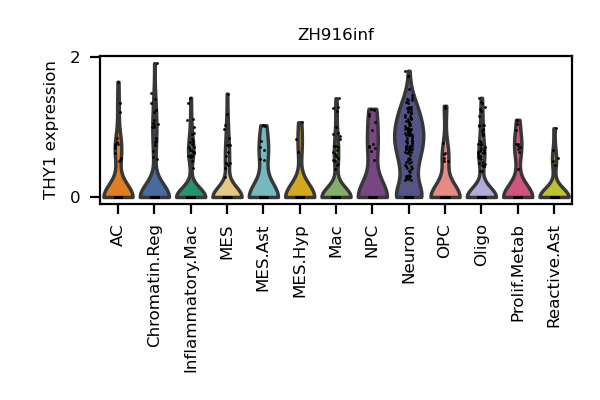 ZH916inf
THY1 expression
2
0
AC
Chromatin.Reg
Inflammatory.Mac
MES
MES.Ast
MES.Hyp
Mac
NPC
Neuron
OPC
Oligo
Prolif.Metab
Reactive.Ast